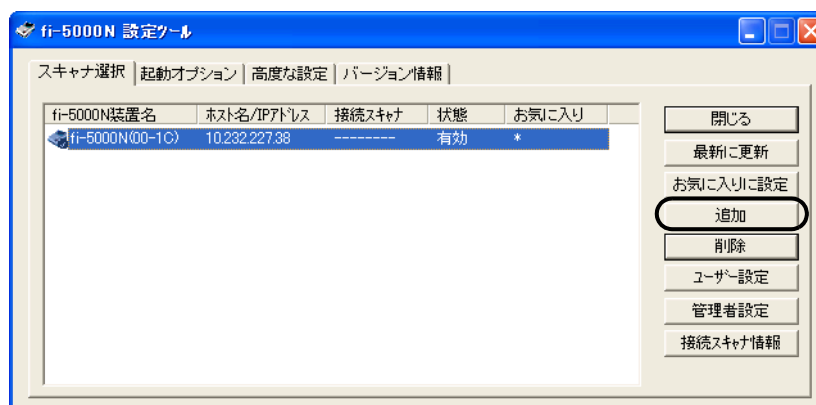 fi-5000N 設定ツール
スキャナ選択 起動オプション 高度な設定 バージョン情報
fi-5000N装置名 ホスト名/IPアドレス 接続スキャナ 状態 お気に入り
fi-5000N(00-1C) 10.232.227.38 -------- 有効 *
閉じる
最新に更新
お気に入りに設定
追加
削除
ユーザー設定
管理者設定
接続スキャナ情報